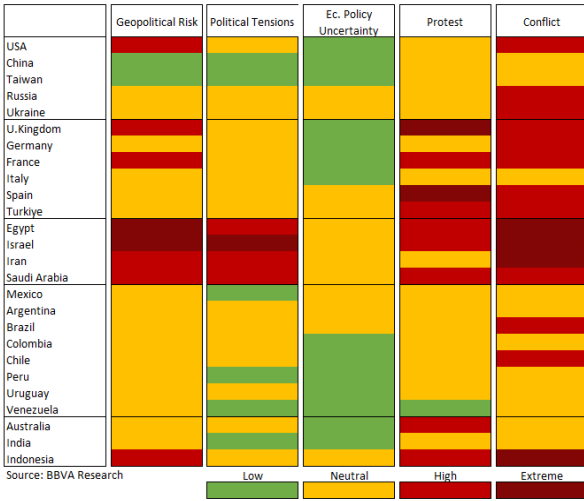 Geopolitical Risk Political Tensions Ec. Policy Uncertainty Protest Conflict
USA
China
Taiwan
Russia
Ukraine
U.Kingdom
Germany
France
Italy
Spain
Turkiye
Egypt
Israel
Iran
Saudi Arabia
Mexico
Argentina
Brazil
Colombia
Chile
Peru
Uruguay
Venezuela
Australia
India
Indonesia
Source: BBVA Research Low Neutral High Extreme